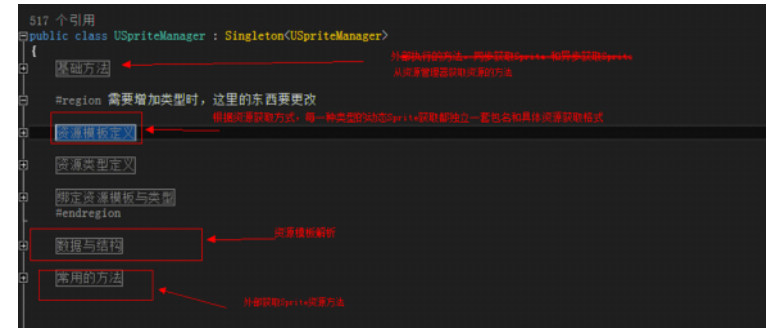 517 个引用
public class USpriteManager : Singleton<USpriteManager>
{
外部执行的方法，同步获取Sprite 和异步获取Sprite
基础方法
从资源管理器获取资源的方法
#region 需要增加类型时，这里的东西要更改
根据资源获取方式，每一种类型的动态Sprite获取都独立一套包名和具体资源获取格式
资源模板定义
资源类型定义
绑定资源模板与类型
#endregion
资源模板解析
数据与结构
常用的方法
外部获取Sprite资源方法